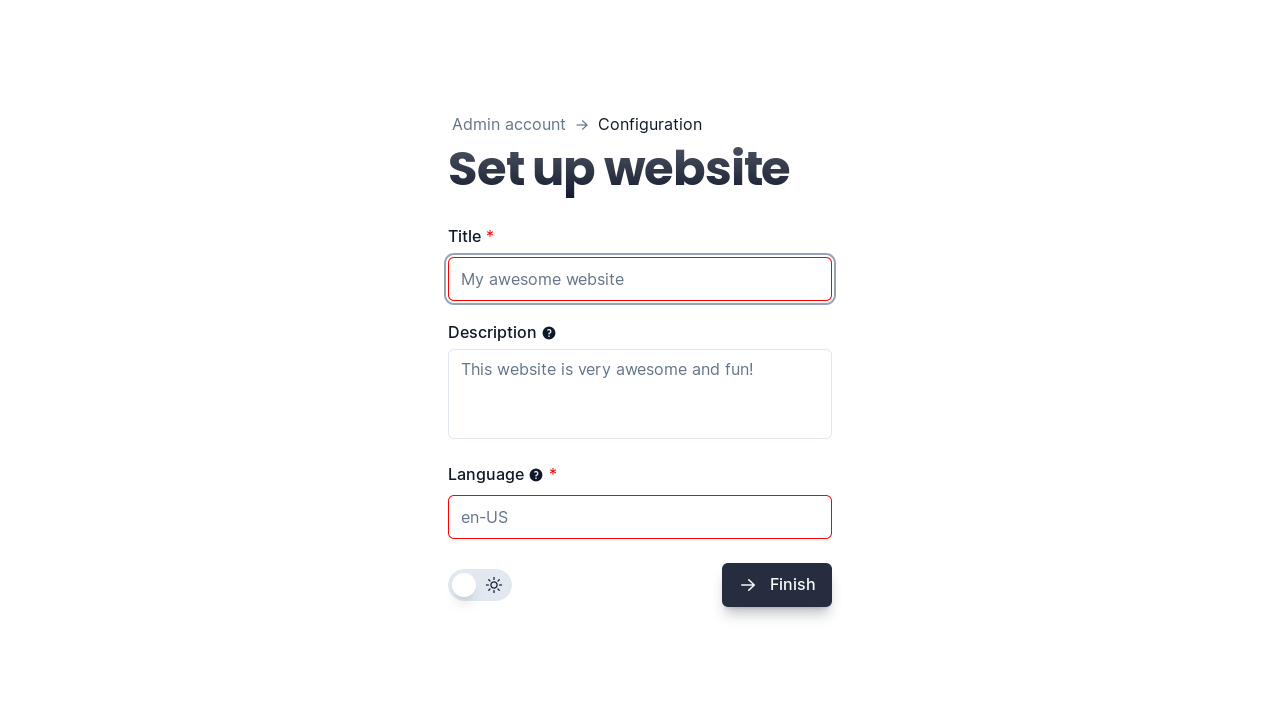 Admin account → Configuration
Set up website
Title *
My awesome website
Description ?
This website is very awesome and fun!
Language ? *
en-US
→ Finish